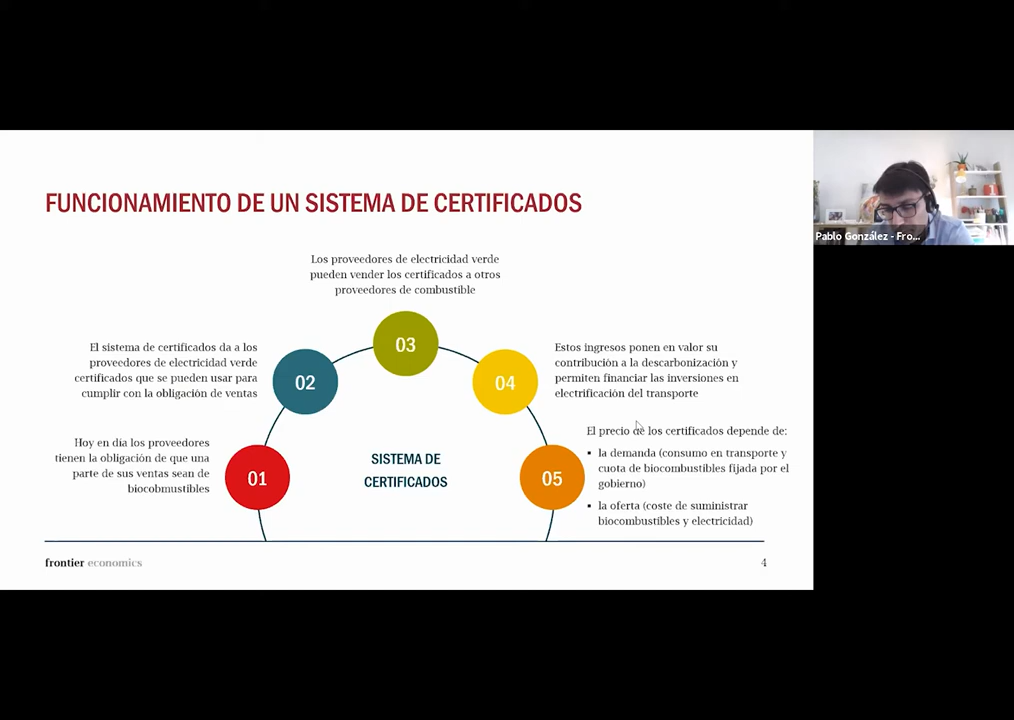 FUNCIONAMIENTO DE UN SISTEMA DE CERTIFICADOS
Pablo González - Fro...
Los proveedores de electricidad verde
pueden vender los certificados a otros
proveedores de combustible
03
El sistema de certificados da a los
proveedores de electricidad verde
certificados que se pueden usar para
cumplir con la obligación de ventas
02
04
Estos ingresos ponen en valor su
contribución a la descarbonización y
permiten financiar las inversiones en
electrificación del transporte
Hoy en día los proveedores
tienen la obligación de que una
parte de sus ventas sean de
biocobmustibles
01
SISTEMA DE
CERTIFICADOS
05
El precio de los certificados depende de:
▪ la demanda (consumo en transporte y
cuota de biocombustibles fijada por el
gobierno)
▪ la oferta (coste de suministrar
biocombustibles y electricidad)
frontier economics
4